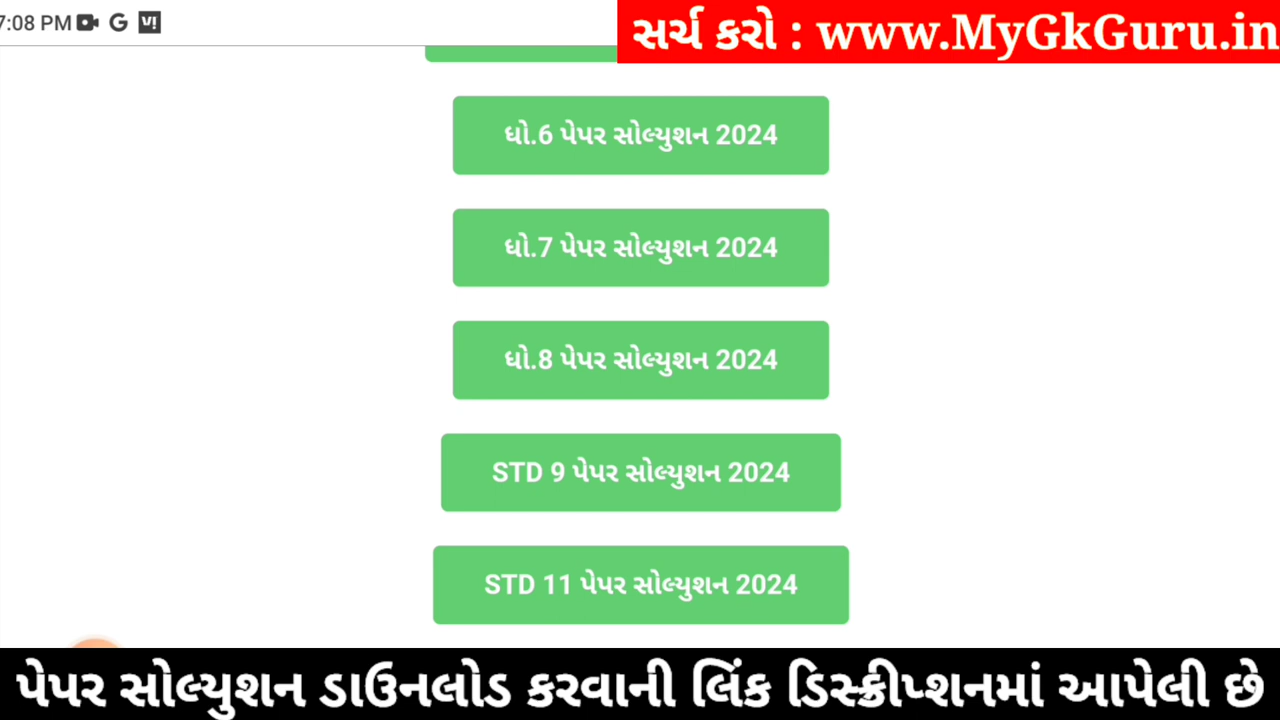 7:08 PM
સર્ચ કરો : www.MyGkGuru.in
ધો.6 પેપર સોલ્યુશન 2024
ધો.7 પેપર સોલ્યુશન 2024
ધો.8 પેપર સોલ્યુશન 2024
STD 9 પેપર સોલ્યુશન 2024
STD 11 પેપર સોલ્યુશન 2024
પેપર સોલ્યુશન ડાઉનલોડ કરવાની લિંક ડિસ્ક્રીપ્શનમાં આપેલી છે